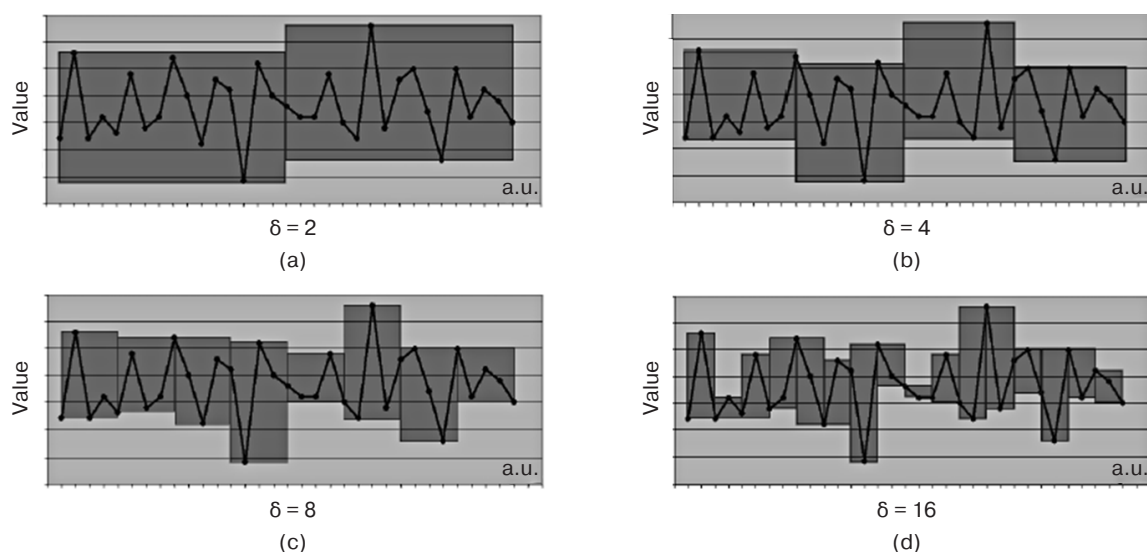 Value
a.u.
δ = 2
(a)
Value
a.u.
δ = 4
(b)
Value
a.u.
δ = 8
(c)
Value
a.u.
δ = 16
(d)